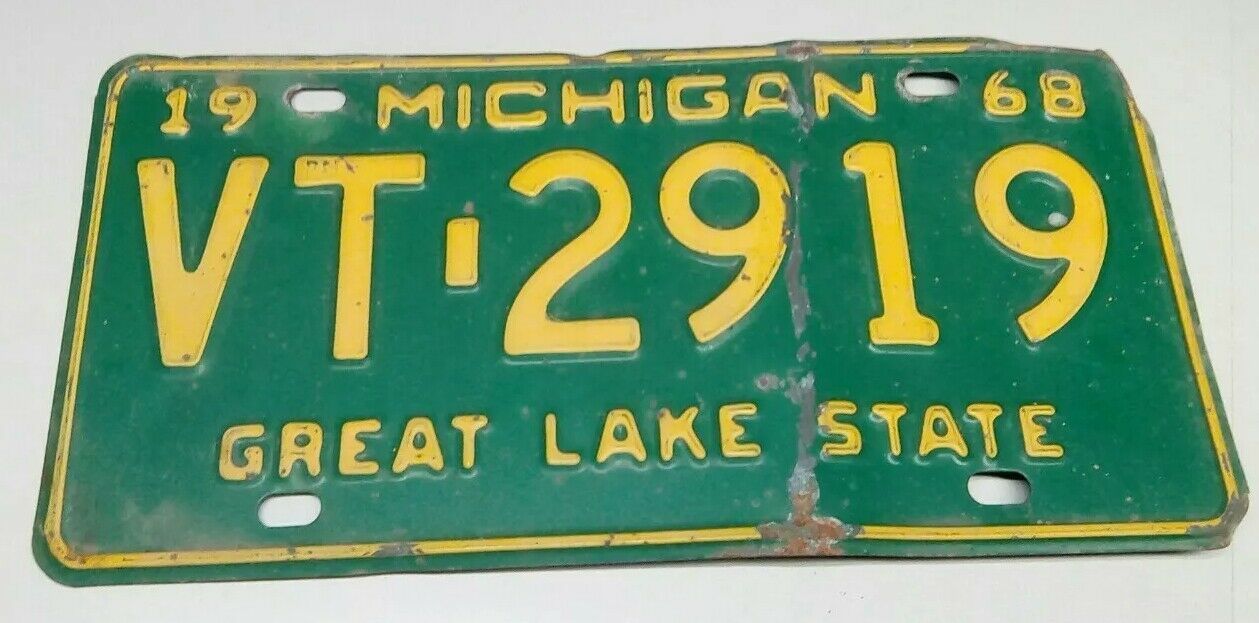 19 MICHIGAN 68
VT-2919
GREAT LAKE STATE